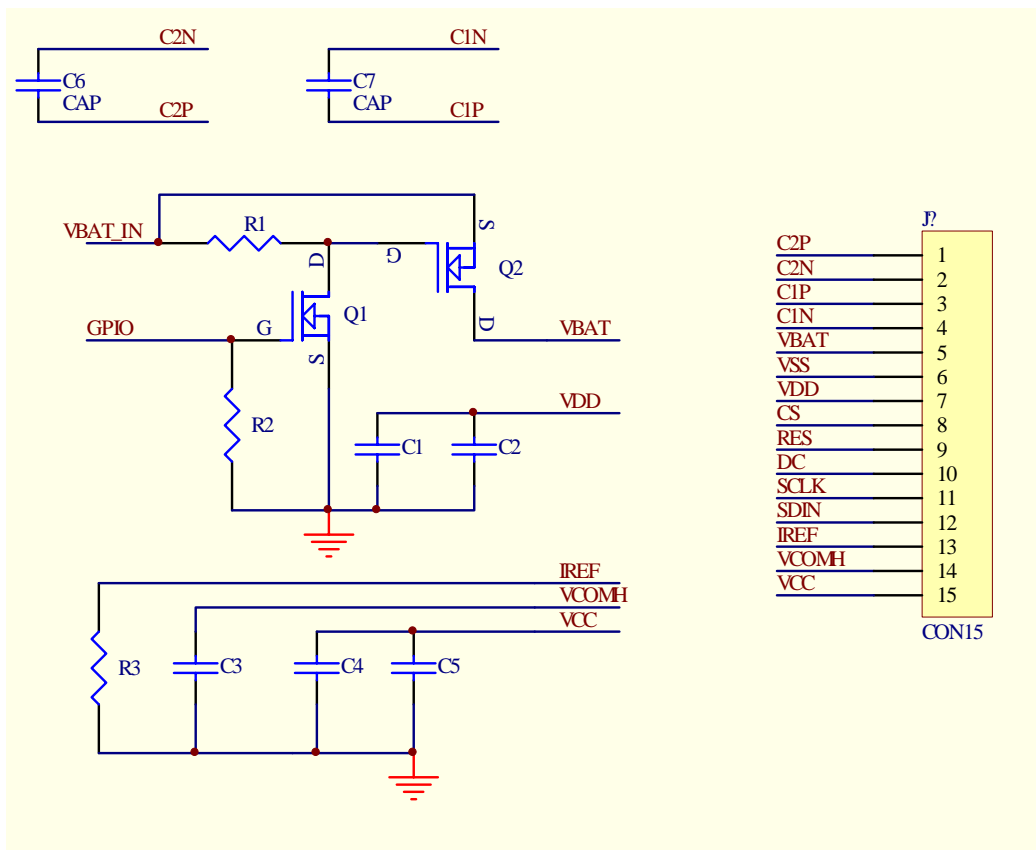 C2N
C6
CAP
C2P
C1N
C7
CAP
C1P
VBAT_IN
R1
S
D
G
Q2
D
VBAT
Q1
GPIO
G
S
R2
VDD
C1
C2
IREF
VCOMH
VCC
R3
C3
C4
C5
J?
C2P 1
C2N 2
C1P 3
C1N 4
VBAT 5
VSS 6
VDD 7
CS 8
RES 9
DC 10
SCLK 11
SDIN 12
IREF 13
VCOMH 14
VCC 15
CON15